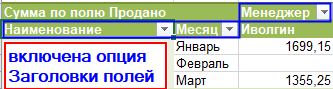 Сумма по полю Продано Менеджер
Наименование Месяц Иволгин
Январь 1699,15
включена опция Февраль
Заголовки полей Март 1355,25